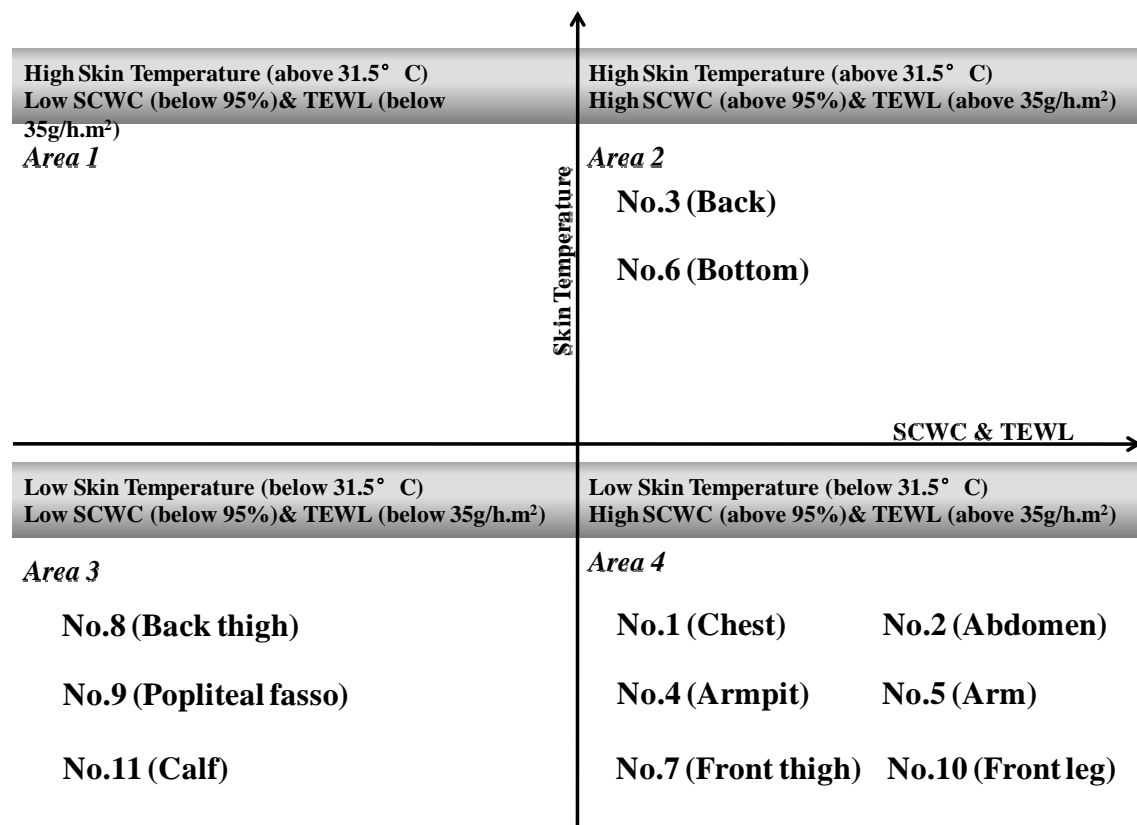 High Skin Temperature (above 31.5° C)
Low SCWC (below 95%)& TEWL (below
35g/h.m²)
Area 1
High Skin Temperature (above 31.5° C)
High SCWC (above 95%)& TEWL (above 35g/h.m²)
Area 2
No.3 (Back)
No.6 (Bottom)
Skin Temperature
SCWC & TEWL
Low Skin Temperature (below 31.5° C)
Low SCWC (below 95%)& TEWL (below 35g/h.m²)
Area 3
No.8 (Back thigh)
No.9 (Popliteal fasso)
No.11 (Calf)
Low Skin Temperature (below 31.5° C)
High SCWC (above 95%)& TEWL (above 35g/h.m²)
Area 4
No.1 (Chest) No.2 (Abdomen)
No.4 (Armpit) No.5 (Arm)
No.7 (Front thigh) No.10 (Front leg)